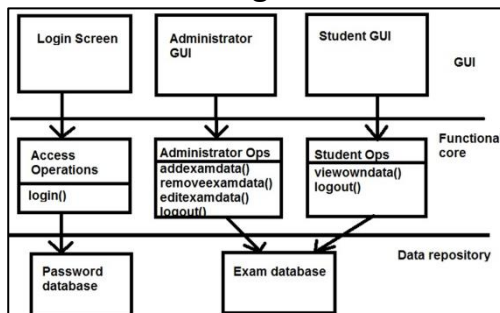 Login Screen
Administrator
GUI
Student GUI
GUI
Functiona
core
Access
Operations
login()
Administrator Ops
addexamdata()
removeexamdata()
editexamdata()
logout()
Student Ops
viewowndata()
logout()
Data repository
Password
database
Exam database